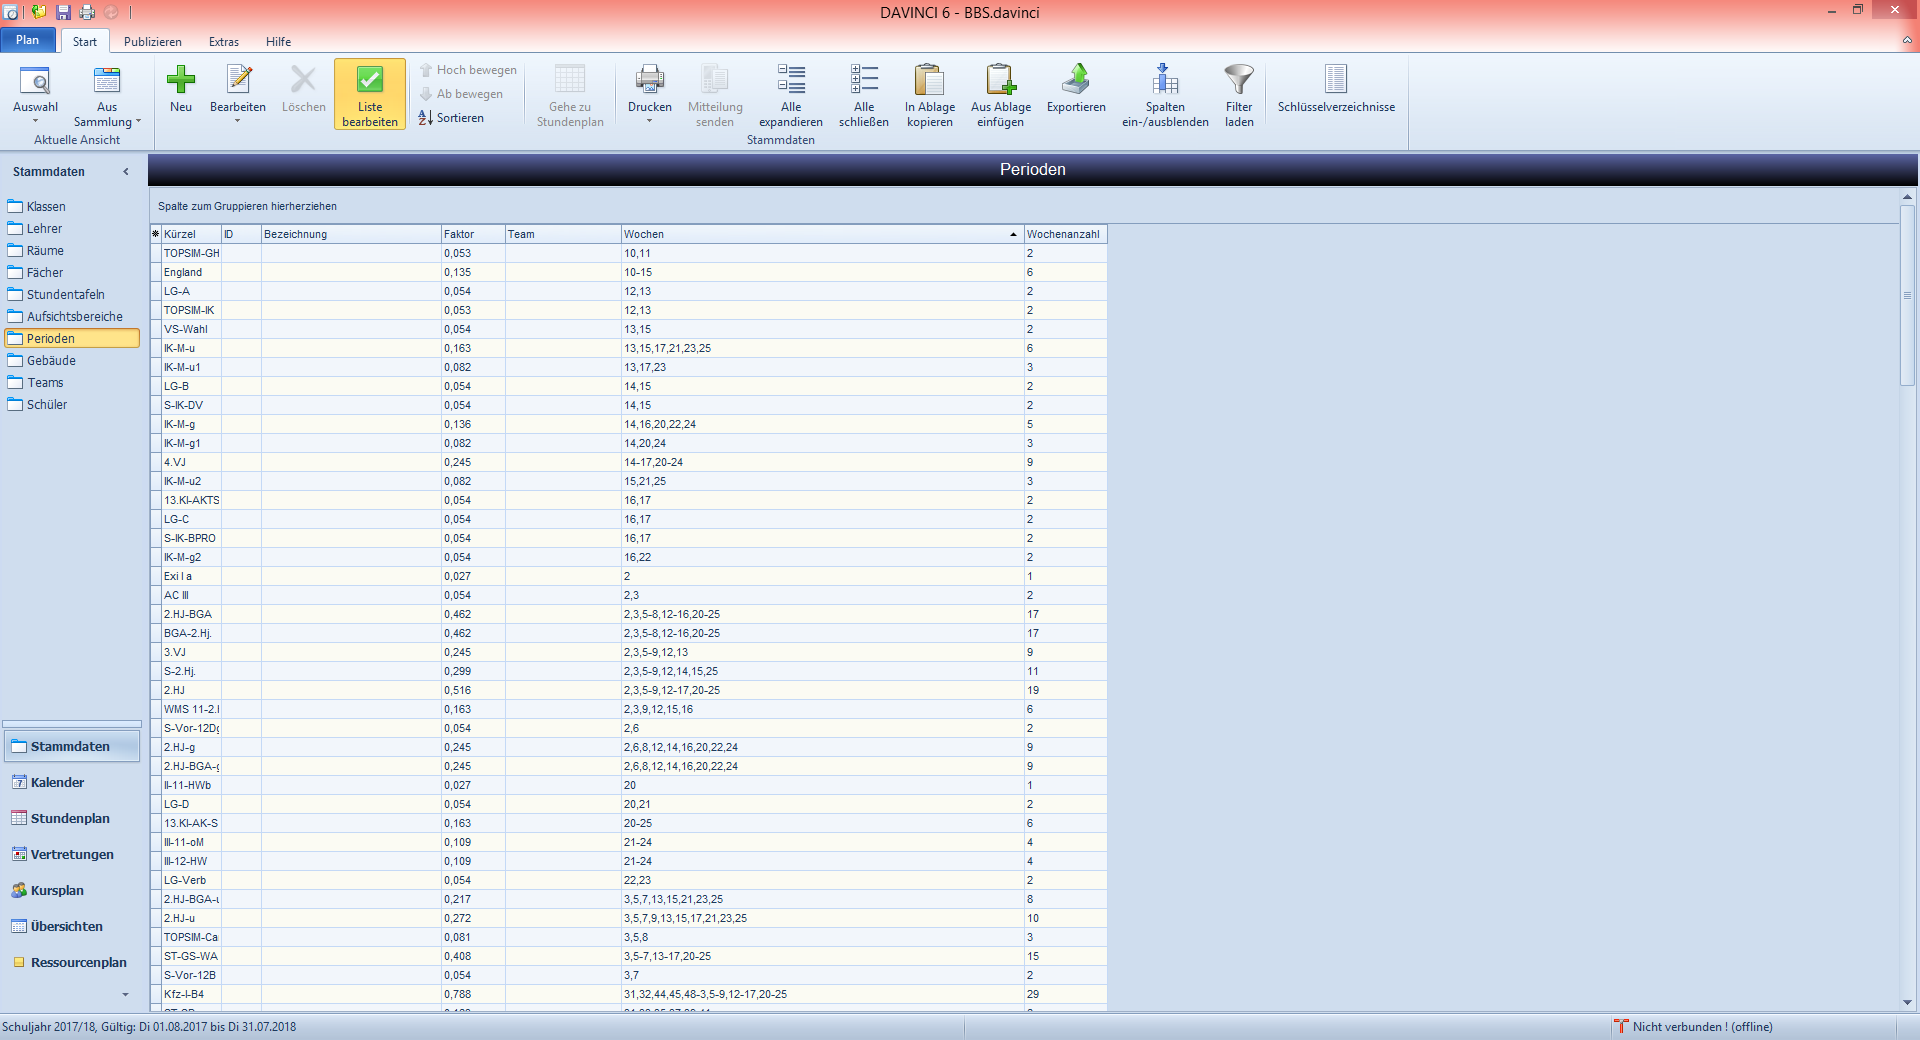 DAVINCI 6 - BBS.davinci
Plan Start Publizieren Extras Hilfe
Auswahl
Aus Sammlung
Aktuelle Ansicht
Neu
Bearbeiten
Löschen
Liste bearbeiten
Hoch bewegen
Ab bewegen
Sortieren
Gehe zu Stundenplan
Drucken
Mitteilung senden
Alle expandieren
Alle schließen
In Ablage kopieren
Aus Ablage einfügen
Exportieren
Spalten ein-/ausblenden
Filter laden
Schlüsselverzeichnisse
Stammdaten
Stammdaten
Klassen
Lehrer
Räume
Fächer
Stundentafeln
Aufsichtsbereiche
Perioden
Gebäude
Teams
Schüler
Stammdaten
Kalender
Stundenplan
Vertretungen
Kursplan
Übersichten
Ressourcenplan
Perioden
Spalte zum Gruppieren hierherziehen
Kürzel ID Bezeichnung Faktor Team Wochen Wochenanzahl
TOPSIM-GH 0,053 10,11 2
England 0,135 10-15 6
LG-A 0,054 12,13 2
TOPSIM-IK 0,053 12,13 2
VS-Wahl 0,054 13,15 2
IK-M-u 0,163 13,15,17,21,23,25 6
IK-M-u1 0,082 13,17,23 3
LG-B 0,054 14,15 2
S-IK-DV 0,054 14,15 2
IK-M-g 0,136 14,16,20,22,24 5
IK-M-g1 0,082 14,20,24 3
4.VJ 0,245 14-17,20-24 9
IK-M-u2 0,082 15,21,25 3
13.Kl-AKTS 0,054 16,17 2
LG-C 0,054 16,17 2
S-IK-BPRO 0,054 16,17 2
IK-M-g2 0,054 16,22 2
Exi I a 0,027 2 1
AC III 0,054 2,3 2
2.HJ-BGA 0,462 2,3,5-8,12-16,20-25 17
BGA-2.Hj. 0,462 2,3,5-8,12-16,20-25 17
3.VJ 0,245 2,3,5-9,12,13 9
S-2.Hj. 0,299 2,3,5-9,12,14,15,25 11
2.HJ 0,516 2,3,5-9,12-17,20-25 19
WMS 11-2.I 0,163 2,3,9,12,15,16 6
S-Vor-12Dg 0,054 2,6 2
2.HJ-g 0,245 2,6,8,12,14,16,20,22,24 9
2.HJ-BGA-g 0,245 2,6,8,12,14,16,20,22,24 9
II-11-HWb 0,027 20 1
LG-D 0,054 20,21 2
13.Kl-AK-S 0,163 20-25 6
III-11-oM 0,109 21-24 4
III-12-HW 0,109 21-24 4
LG-Verb 0,054 22,23 2
2.HJ-BGA-u 0,217 3,5,7,13,15,21,23,25 8
2.HJ-u 0,272 3,5,7,9,13,15,17,21,23,25 10
TOPSIM-Ca 0,081 3,5,8 3
ST-GS-WA 0,408 3,5-7,13-17,20-25 15
S-Vor-12B 0,054 3,7 2
Kfz-I-B4 0,788 31,32,44,45,48-3,5-9,12-17,20-25 29
Schuljahr 2017/18, Gültig: Di 01.08.2017 bis Di 31.07.2018
Nicht verbunden ! (offline)